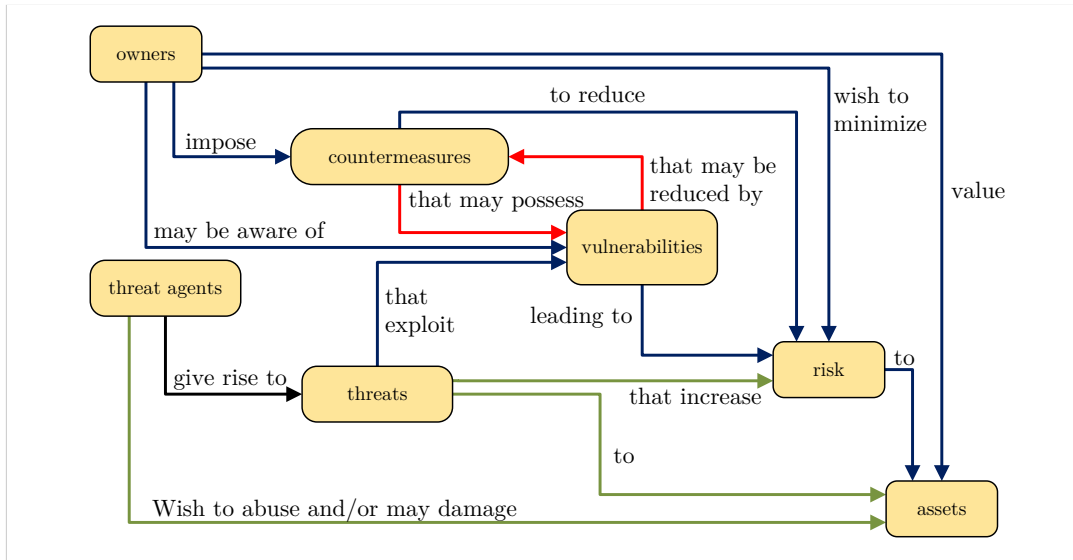 owners
to reduce
wish to
minimize
impose
countermeasures
that may be
reduced by
that may possess
value
may be aware of
vulnerabilities
threat agents
that
exploit
leading to
give rise to
threats
risk
to
that increase
to
Wish to abuse and/or may damage
assets